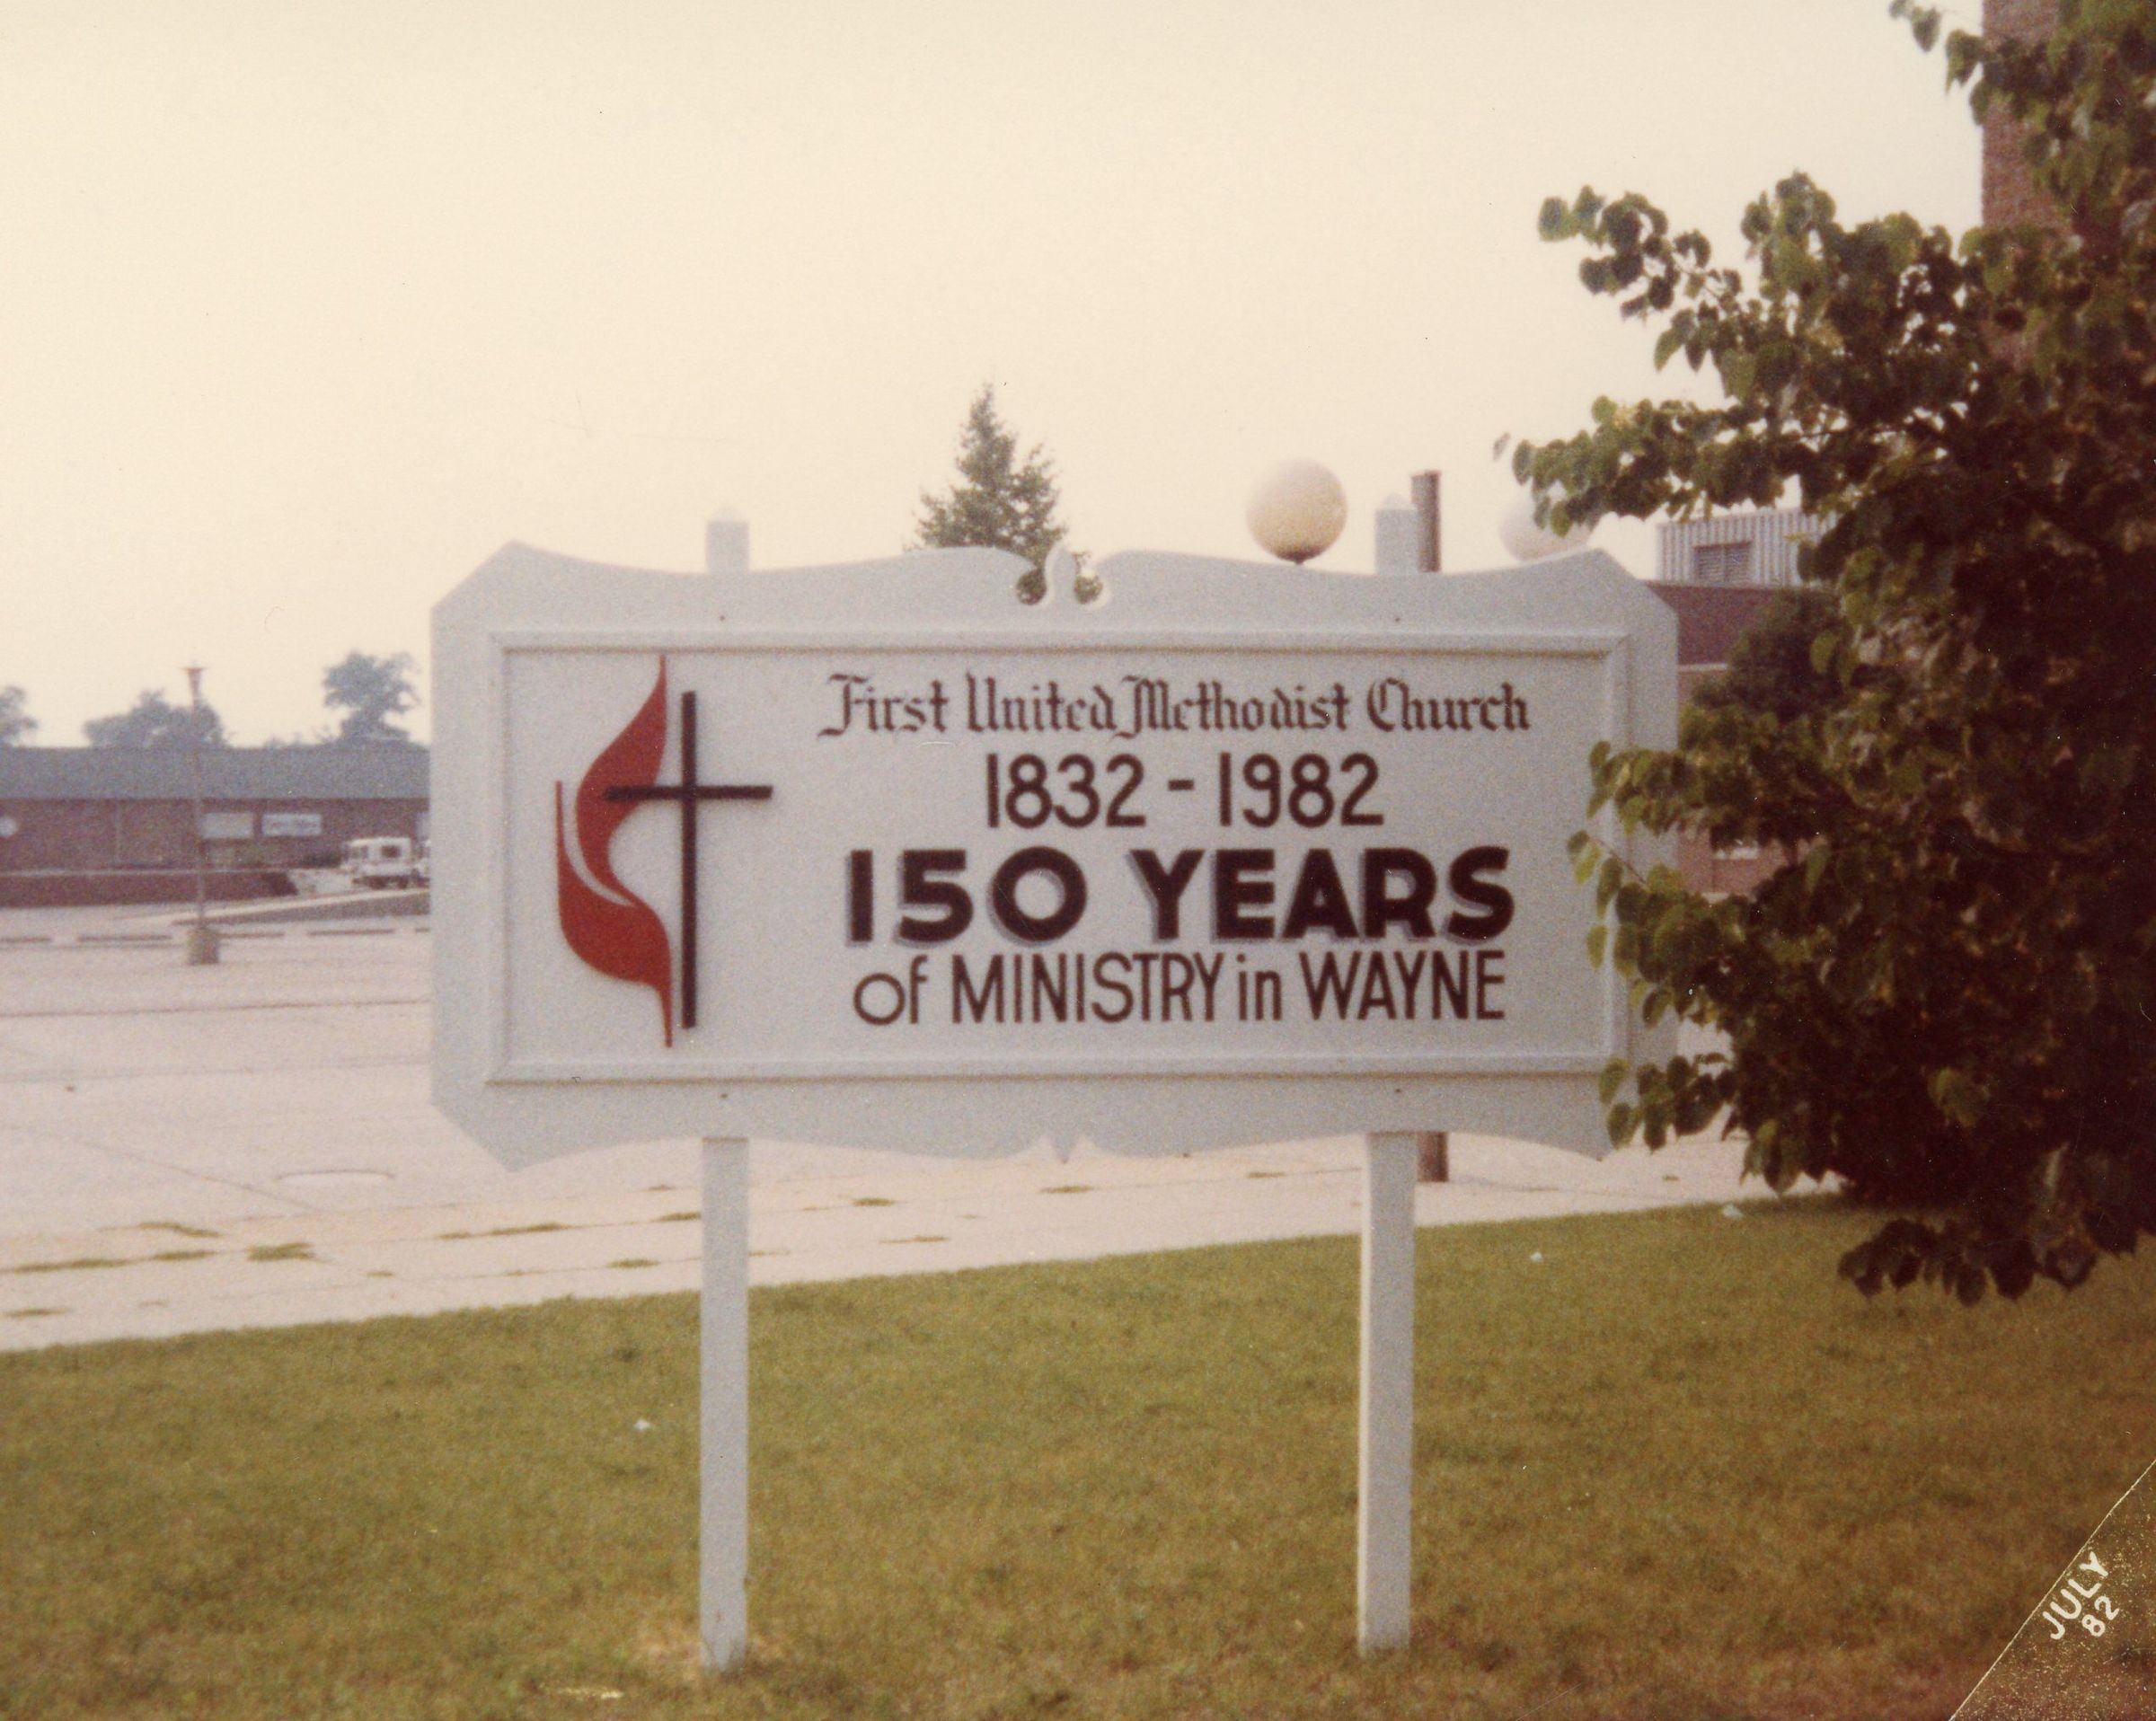 First United Methodist Church
1832 - 1982
150 YEARS
of MINISTRY in WAYNE
JULY
82